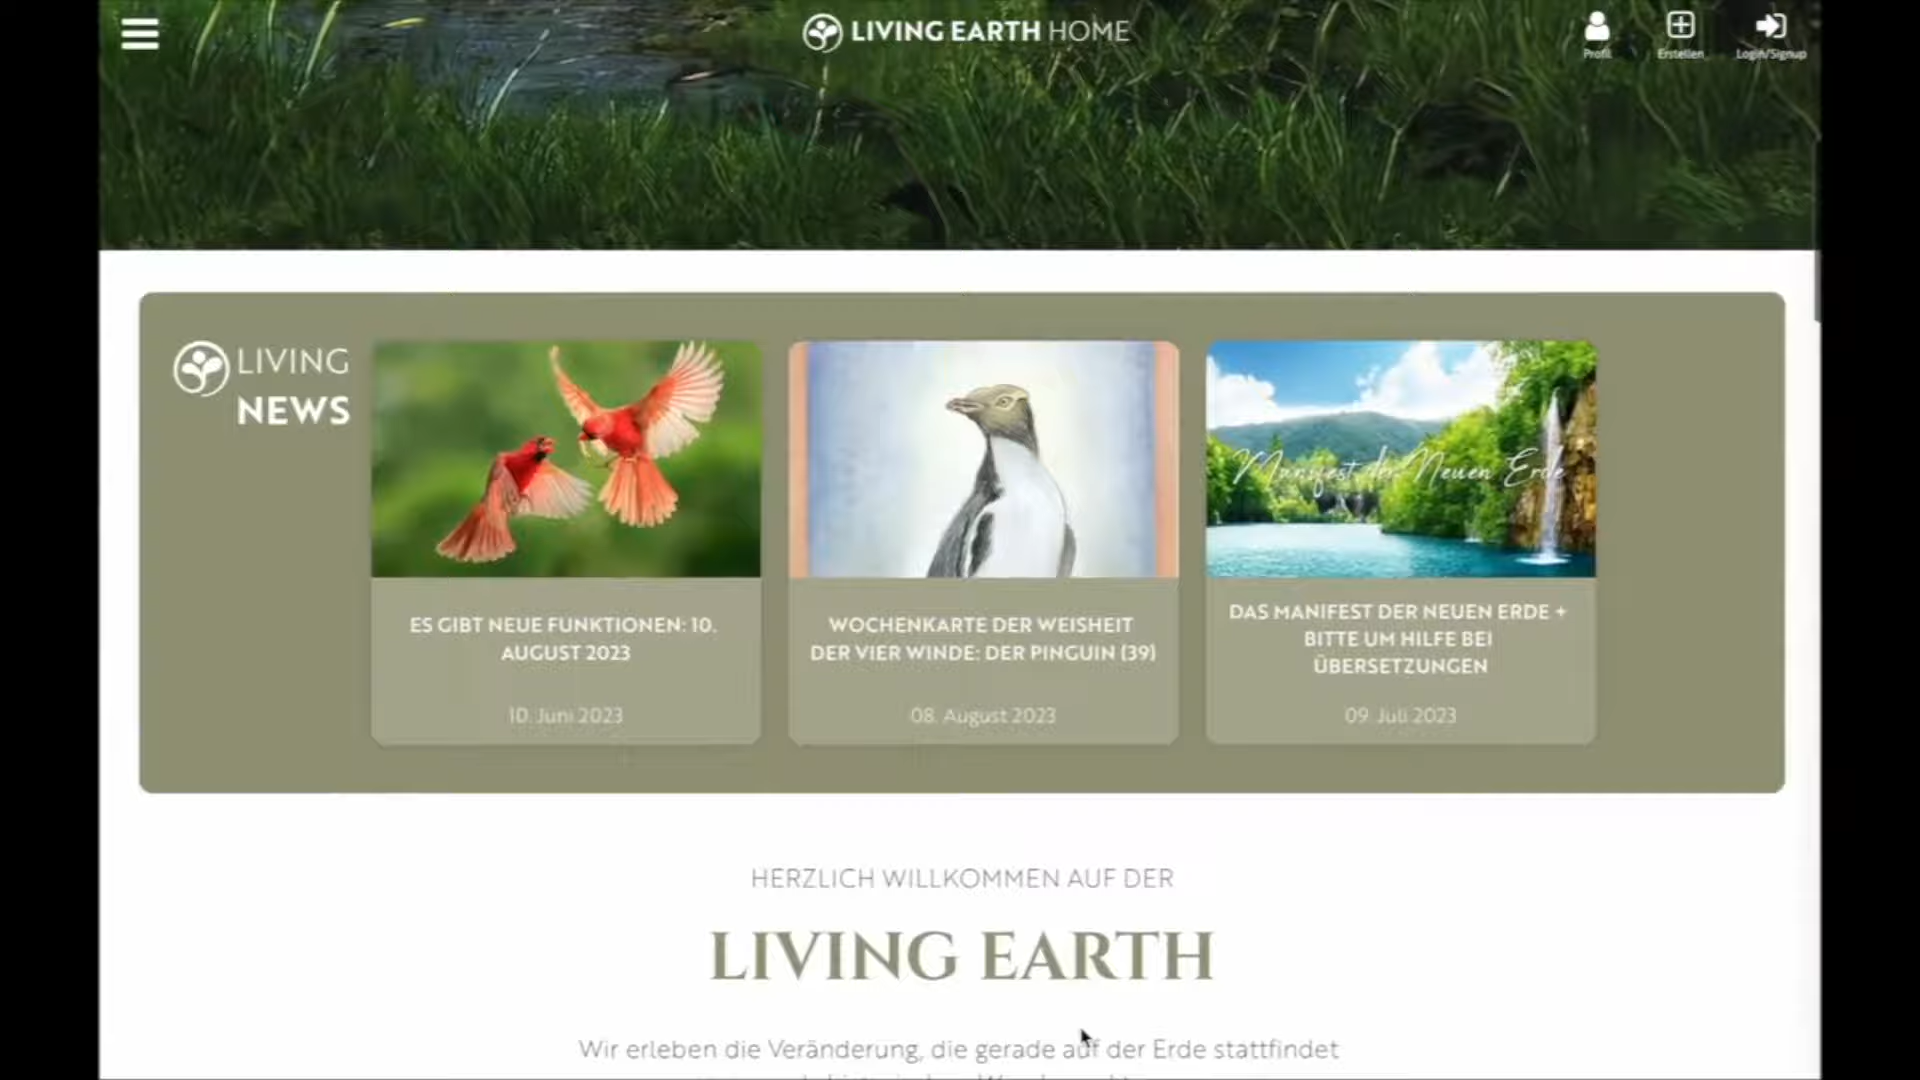 LIVING EARTH HOME
Profil
Erstellen
Login/Signup
LIVING
NEWS
Manifest der Neuen Erde
ES GIBT NEUE FUNKTIONEN: 10.
AUGUST 2023
10. Juni 2023
WOCHENKARTE DER WEISHEIT
DER VIER WINDE: DER PINGUIN (39)
08. August 2023
DAS MANIFEST DER NEUEN ERDE +
BITTE UM HILFE BEI
ÜBERSETZUNGEN
09. Juli 2023
HERZLICH WILLKOMMEN AUF DER
LIVING EARTH
Wir erleben die Veränderung, die gerade auf der Erde stattfindet